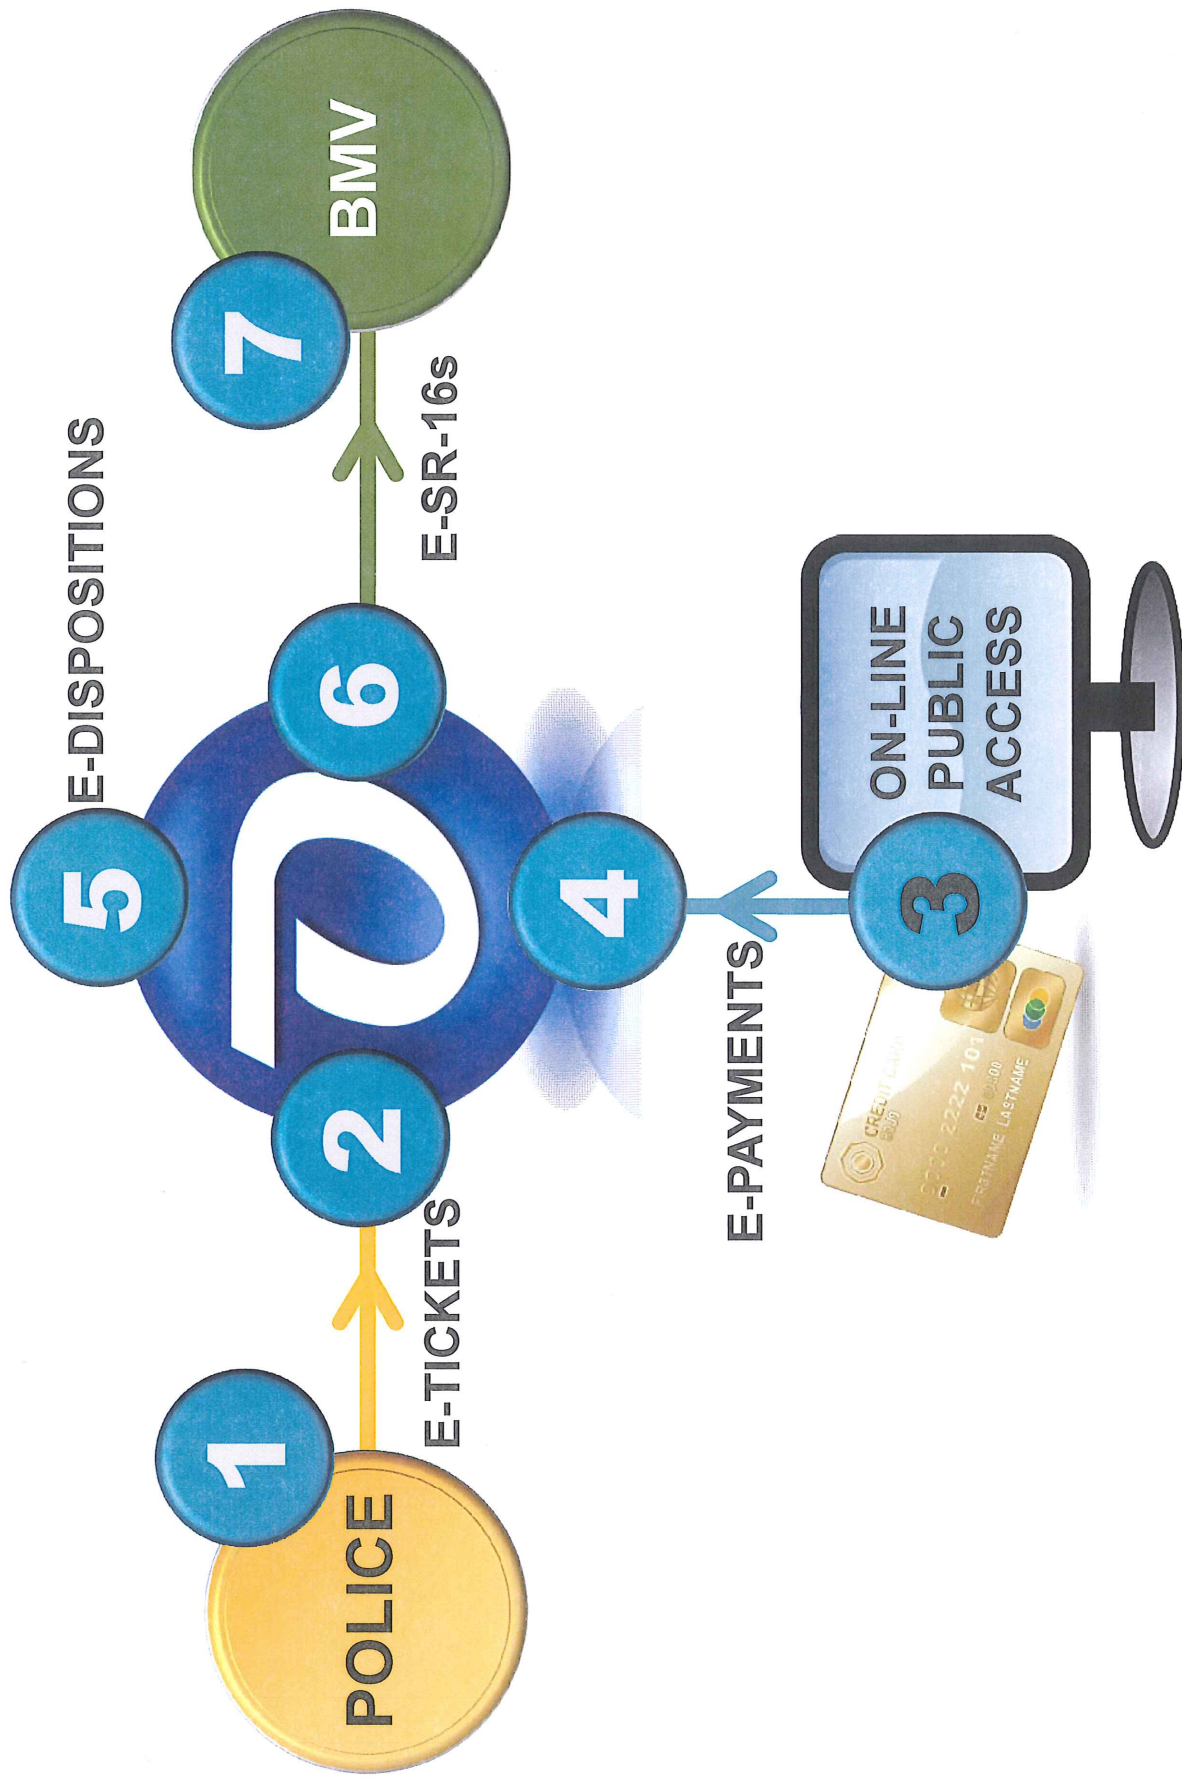 5
E-DISPOSITIONS
1
7
POLICE
2
6
BMV
E-TICKETS
E-SR-16s
4
E-PAYMENTS
3
ON-LINE
PUBLIC
ACCESS
CREDIT CARD
2222 101
FIRSTNAME LASTNAME